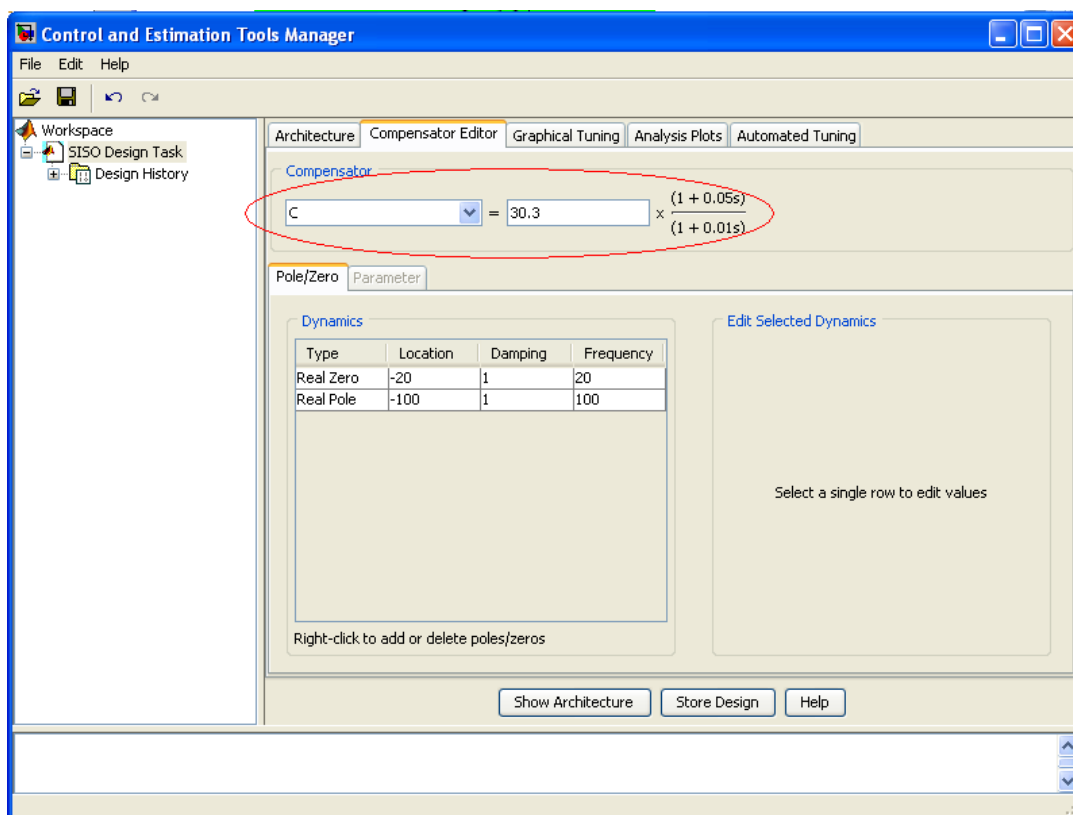 Control and Estimation Tools Manager
File Edit Help
Workspace
SISO Design Task
Design History
Architecture Compensator Editor Graphical Tuning Analysis Plots Automated Tuning
Compensator
C = 30.3 x (1 + 0.05s)
(1 + 0.01s)
Pole/Zero Parameter
Dynamics
Type Location Damping Frequency
Real Zero -20 1 20
Real Pole -100 1 100
Right-click to add or delete poles/zeros
Edit Selected Dynamics
Select a single row to edit values
Show Architecture Store Design Help